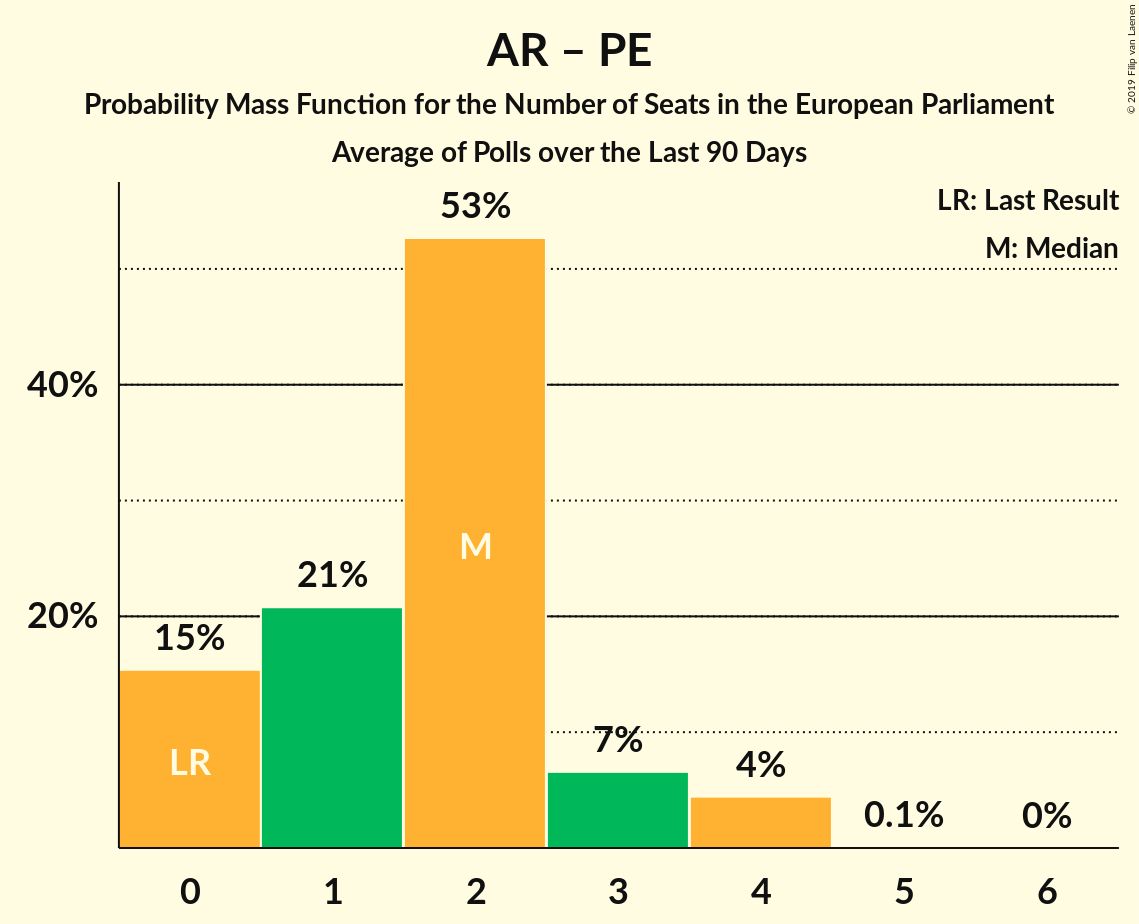 AR – PE
Probability Mass Function for the Number of Seats in the European Parliament
Average of Polls over the Last 90 Days
© 2019 Filip van Laenen
LR: Last Result
M: Median
53%
40%
M
21%
20%
15%
7%
4%
LR
0.1%
0%
0 1 2 3 4 5 6